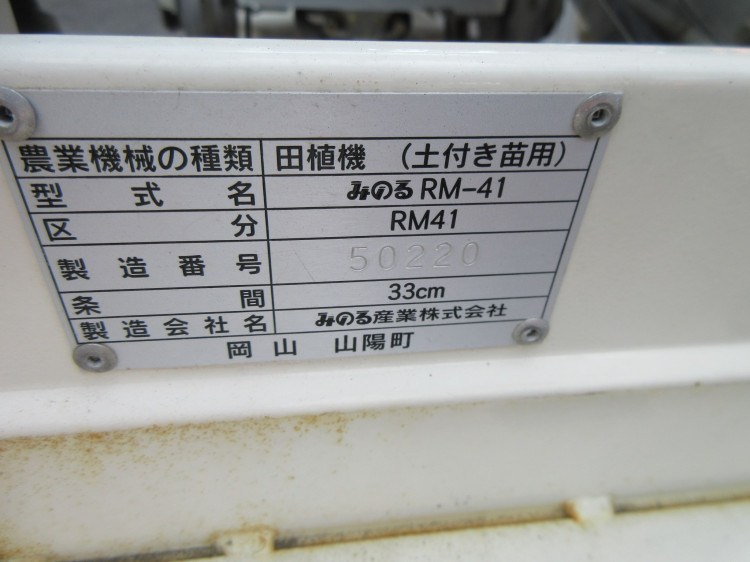 農業機械の種類 田植機 （土付き苗用）
型式名 みのる RM-41
区分 RM41
製造番号 50220
条間 33cm
製造会社名 みのる産業株式会社
岡山 山陽町